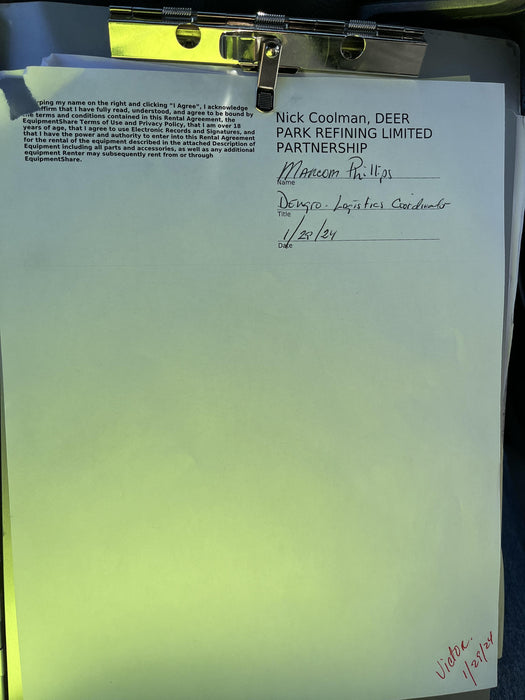 ping my name on the right and clicking "I Agree", I acknowledge
affirm that I have fully read, understood, and agree to be bound by
the terms and conditions contained in this Rental Agreement, the
EquipmentShare Terms of Use and Privacy Policy, that I am over 18
years of age, that I agree to use Electronic Records and Signatures, and
that I have the power and authority to enter into this Rental Agreement
for the rental of the equipment described in the attached Description of
Equipment including all parts and accessories, as well as any additional
equipment Renter may subsequently rent from or through
EquipmentShare.
Nick Coolman, DEER
PARK REFINING LIMITED
PARTNERSHIP
Marcom Phillips
Name
Logistics Coordinator
Title
1/29/24
Date
Victor.
1/29/24